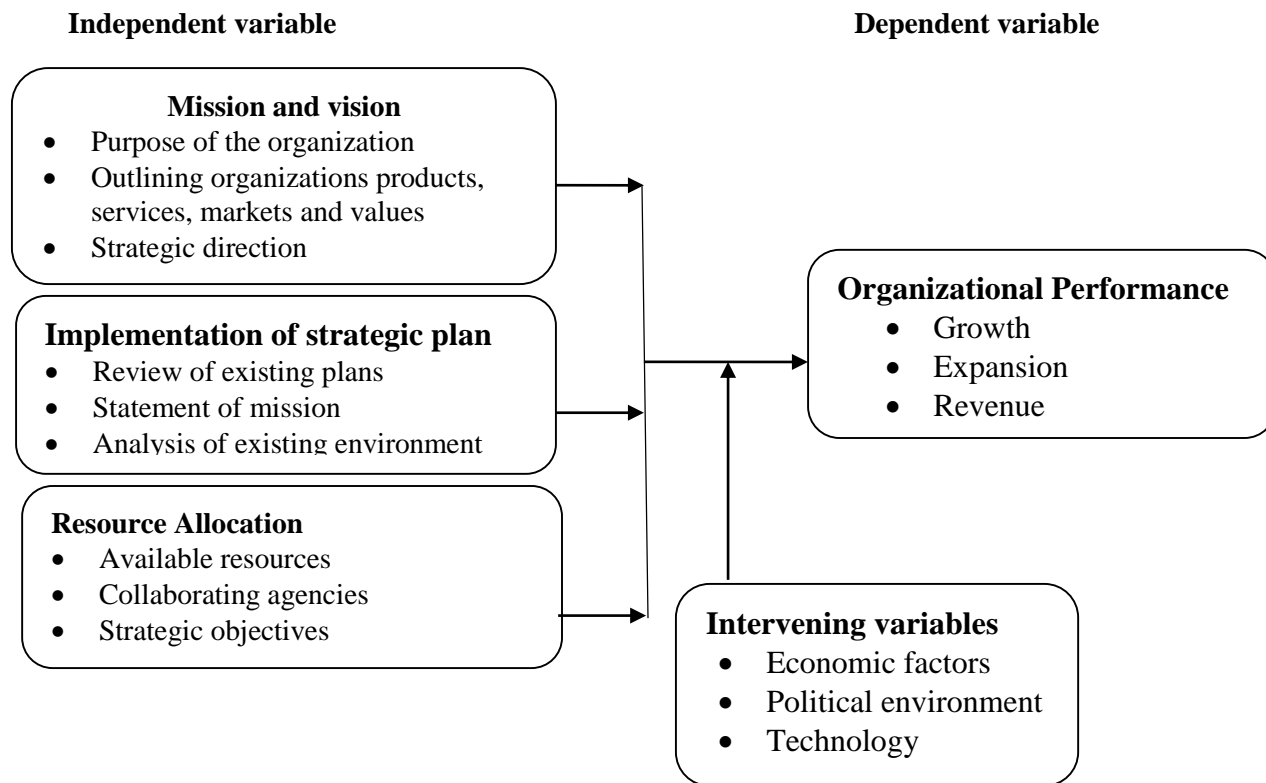 Independent variable
Dependent variable
Mission and vision
• Purpose of the organization
• Outlining organizations products,
services, markets and values
• Strategic direction
Implementation of strategic plan
• Review of existing plans
• Statement of mission
• Analysis of existing environment
Resource Allocation
• Available resources
• Collaborating agencies
• Strategic objectives
Organizational Performance
• Growth
• Expansion
• Revenue
Intervening variables
• Economic factors
• Political environment
• Technology